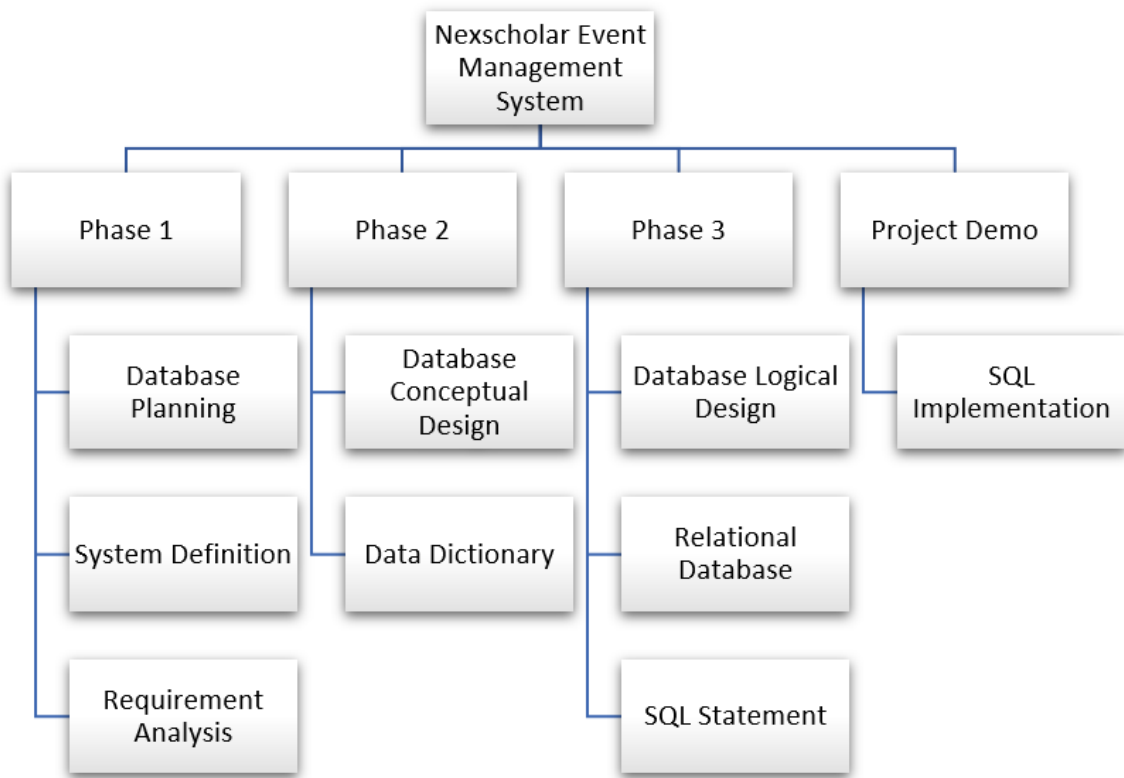 Nexscholar Event
Management
System
Phase 1
Phase 2
Phase 3
Project Demo
Database
Planning
System Definition
Requirement
Analysis
Database
Conceptual
Design
Data Dictionary
Database Logical
Design
Relational
Database
SQL Statement
SQL
Implementation